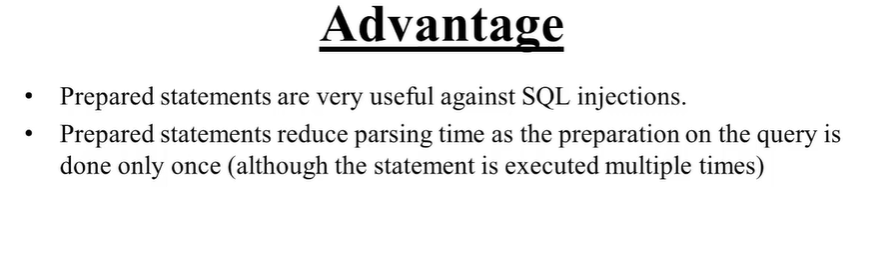 Advantage
• Prepared statements are very useful against SQL injections.
• Prepared statements reduce parsing time as the preparation on the query is
done only once (although the statement is executed multiple times)